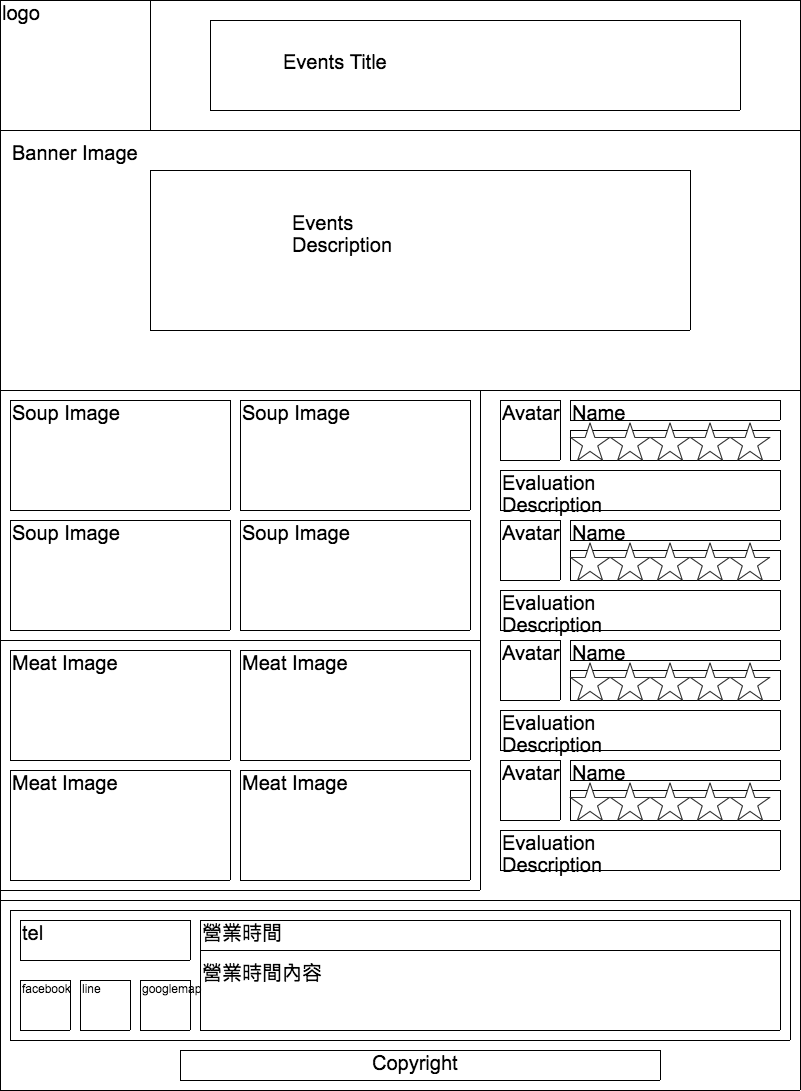 logo
Events Title
Banner Image
Events
Description
Soup Image
Soup Image
Soup Image
Soup Image
Meat Image
Meat Image
Meat Image
Meat Image
Avatar
Name
Evaluation
Description
Avatar
Name
Evaluation
Description
Avatar
Name
Evaluation
Description
Avatar
Name
Evaluation
Description
tel
facebook
line
googlemap
營業時間
營業時間內容
Copyright